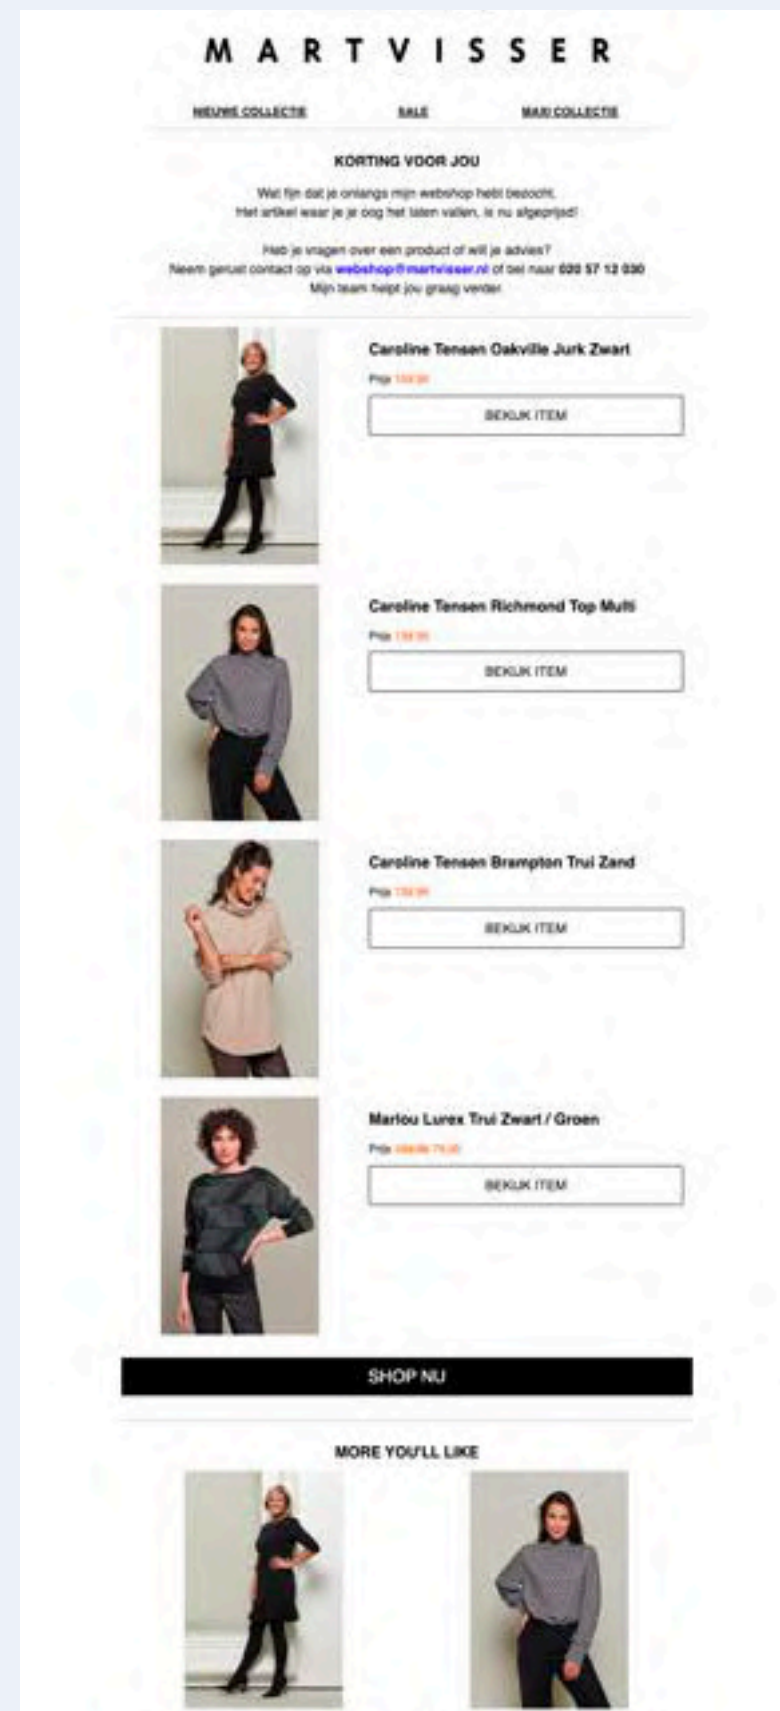 MARTVISSER
NIEUWE COLLECTIE SALE MAXI COLLECTIE
KORTING VOOR JOU
Wat fijn dat je onlangs mijn webshop hebt bezocht.
Het artikel waar je je oog het laten vallen, is nu afgeprijsd!
Heb je vragen over een product of wil je advies?
Neem gerust contact op via webshop@martvisser.nl of bel naar 020 57 12 030
Mijn team helpt jou graag verder.
Caroline Tensen Oakville Jurk Zwart
Prijs
BEKIJK ITEM
Caroline Tensen Richmond Top Multi
Prijs
BEKIJK ITEM
Caroline Tensen Brampton Trui Zand
Prijs
BEKIJK ITEM
Marlou Lurex Trui Zwart / Groen
Prijs
BEKIJK ITEM
SHOP NU
MORE YOU'LL LIKE